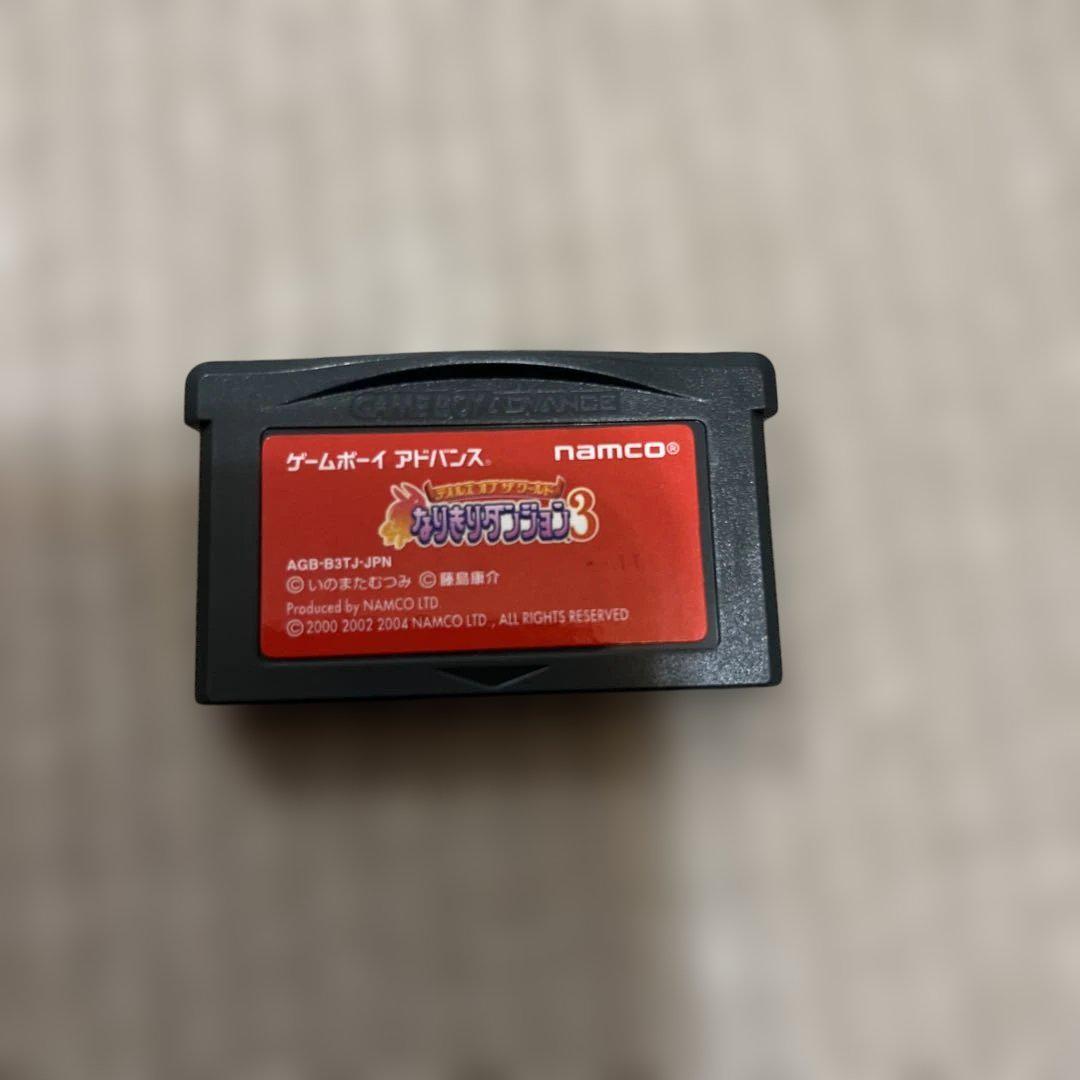 GAME BOY ADVANCE
ゲームボーイ アドバンス®
namco®
テイルズ オブ ザ ワールド
なりきりダンジョン3
AGB-B3TJ-JPN
©いのまたむつみ ©藤島康介
Produced by NAMCO LTD
©2000 2002 2004 NAMCO LTD., ALL RIGHTS RESERVED